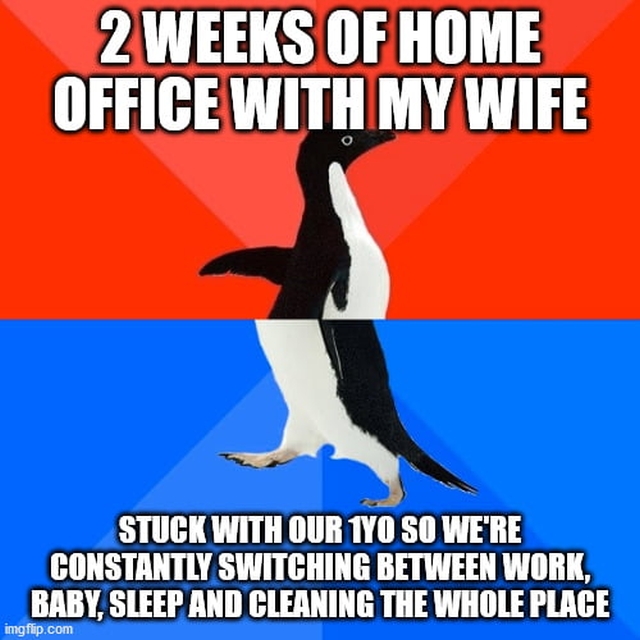 2 WEEKS OF HOME
OFFICE WITH MY WIFE
STUCK WITH OUR 1YO SO WE'RE
CONSTANTLY SWITCHING BETWEEN WORK,
BABY, SLEEP AND CLEANING THE WHOLE PLACE
imgflip.com